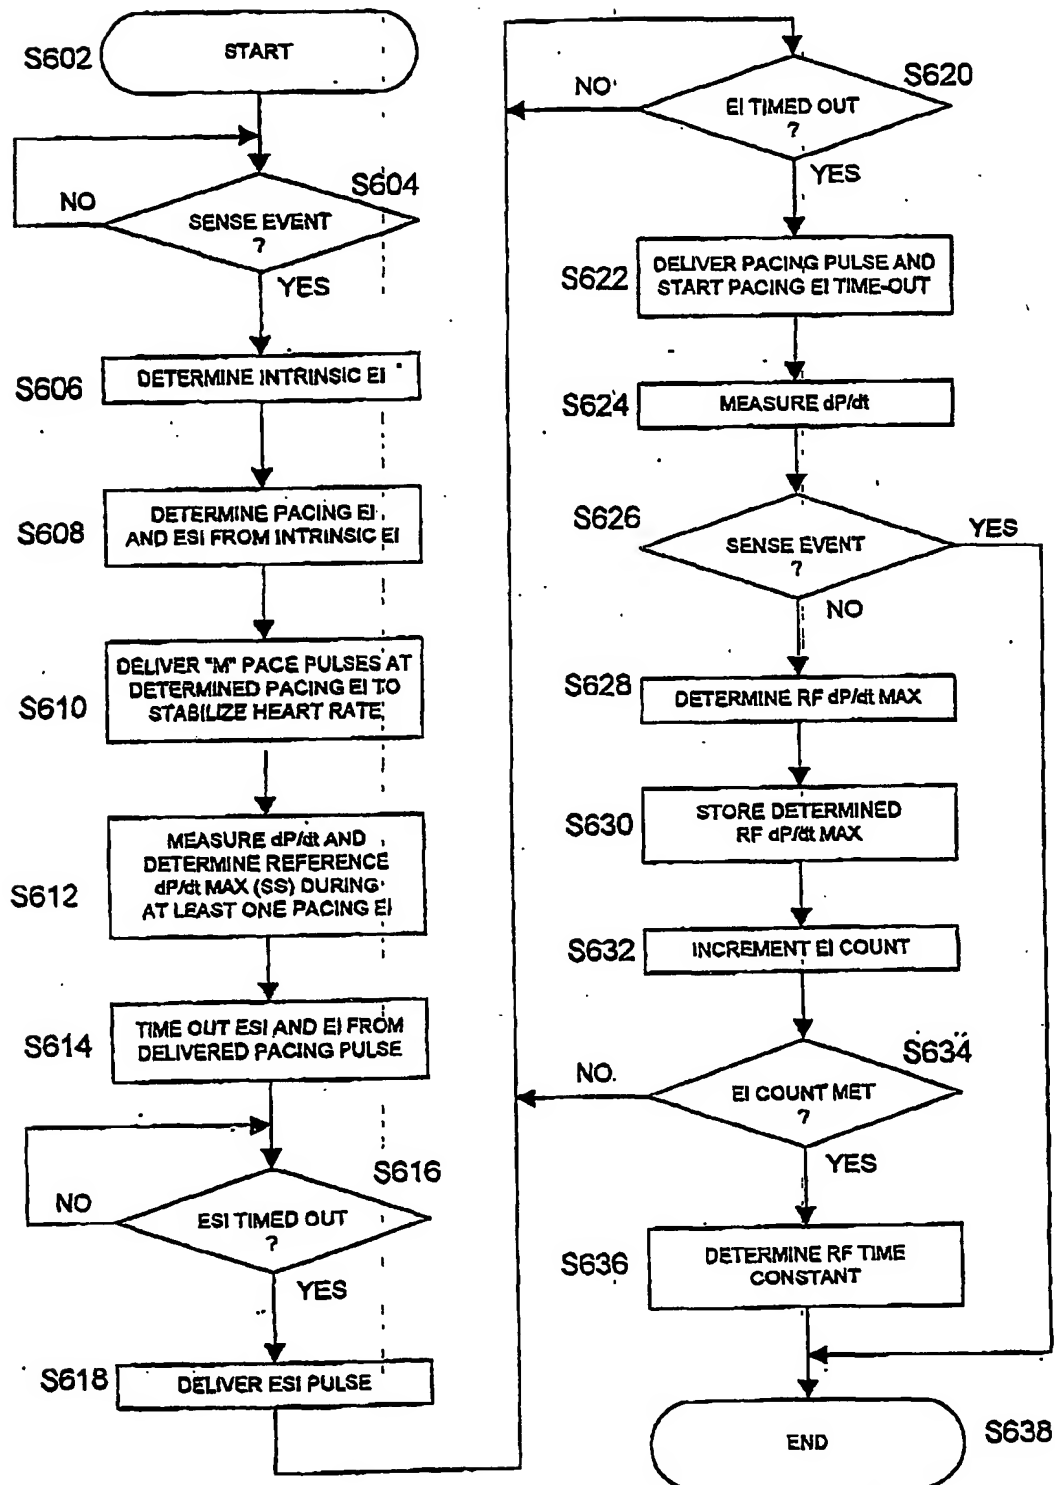 S602
START
S604
NO
SENSE EVENT
?
YES
S606
DETERMINE INTRINSIC EI
S608
DETERMINE PACING EI
AND ESI FROM INTRINSIC EI
S610
DELIVER "M" PACE PULSES AT
DETERMINED PACING EI TO
STABILIZE HEART RATE
S612
MEASURE dP/dt AND
DETERMINE REFERENCE
dP/dt MAX (SS) DURING
AT LEAST ONE PACING EI
S614
TIME OUT ESI AND EI FROM
DELIVERED PACING PULSE
S616
NO
ESI TIMED OUT
?
YES
S618
DELIVER ESI PULSE
S620
NO
EI TIMED OUT
?
YES
S622
DELIVER PACING PULSE AND
START PACING EI TIME-OUT
S624
MEASURE dP/dt
S626
YES
SENSE EVENT
?
NO
S628
DETERMINE RF dP/dt MAX
S630
STORE DETERMINED
RF dP/dt MAX
S632
INCREMENT EI COUNT
S634
NO
EI COUNT MET
?
YES
S636
DETERMINE RF TIME
CONSTANT
S638
END